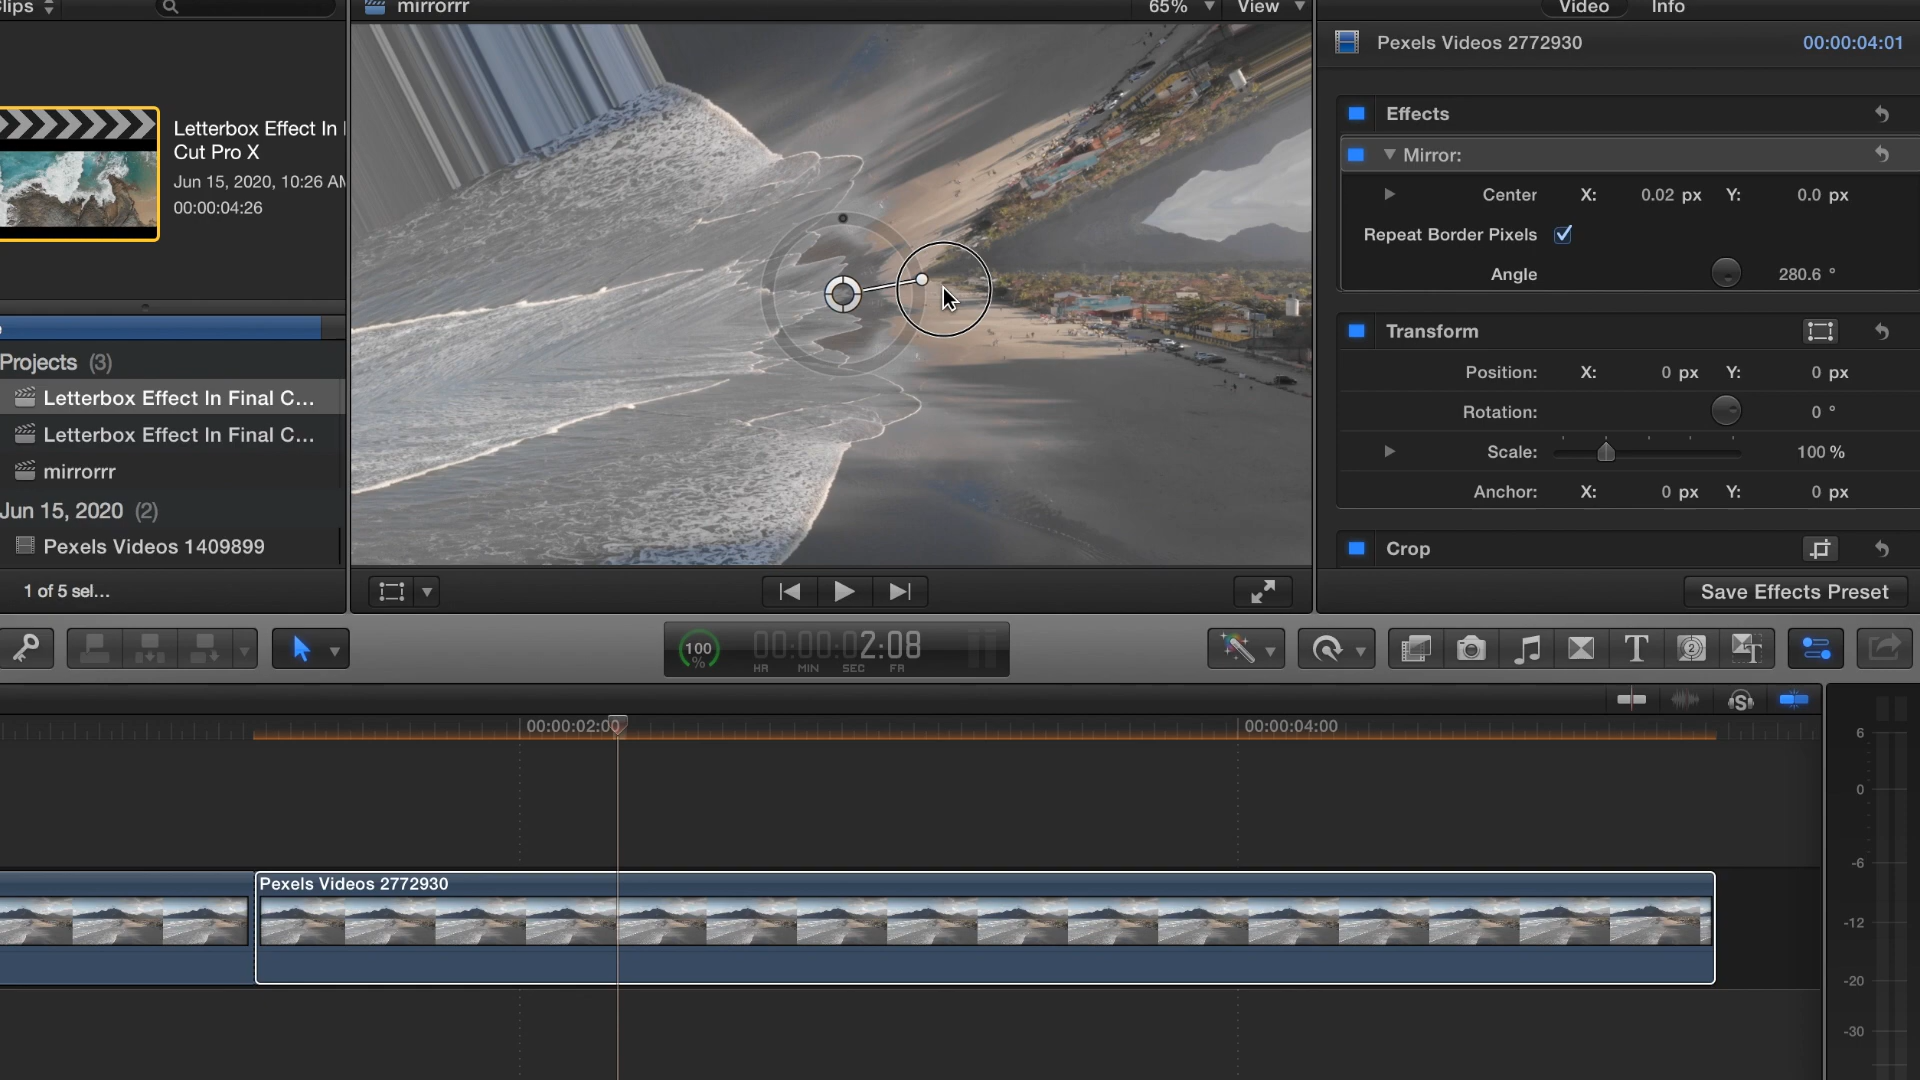 lips
mirrorrr
65%
View
Video
Info
Pexels Videos 2772930
00:00:04:01
Letterbox Effect In
Cut Pro X
Jun 15, 2020, 10:26 AM
00:00:04:26
Effects
Mirror:
Center X: 0.02 px Y: 0.0 px
Repeat Border Pixels
Angle 280.6 °
Transform
Position: X: 0 px Y: 0 px
Rotation: 0 °
Scale: 100 %
Anchor: X: 0 px Y: 0 px
Crop
Save Effects Preset
Projects (3)
Letterbox Effect In Final C...
Letterbox Effect In Final C...
mirrorrr
Jun 15, 2020 (2)
Pexels Videos 1409899
1 of 5 sel...
100
%
00:00:02:08
HR MIN SEC FR
00:00:02:00
00:00:04:00
Pexels Videos 2772930
6
0
-6
-12
-20
-30